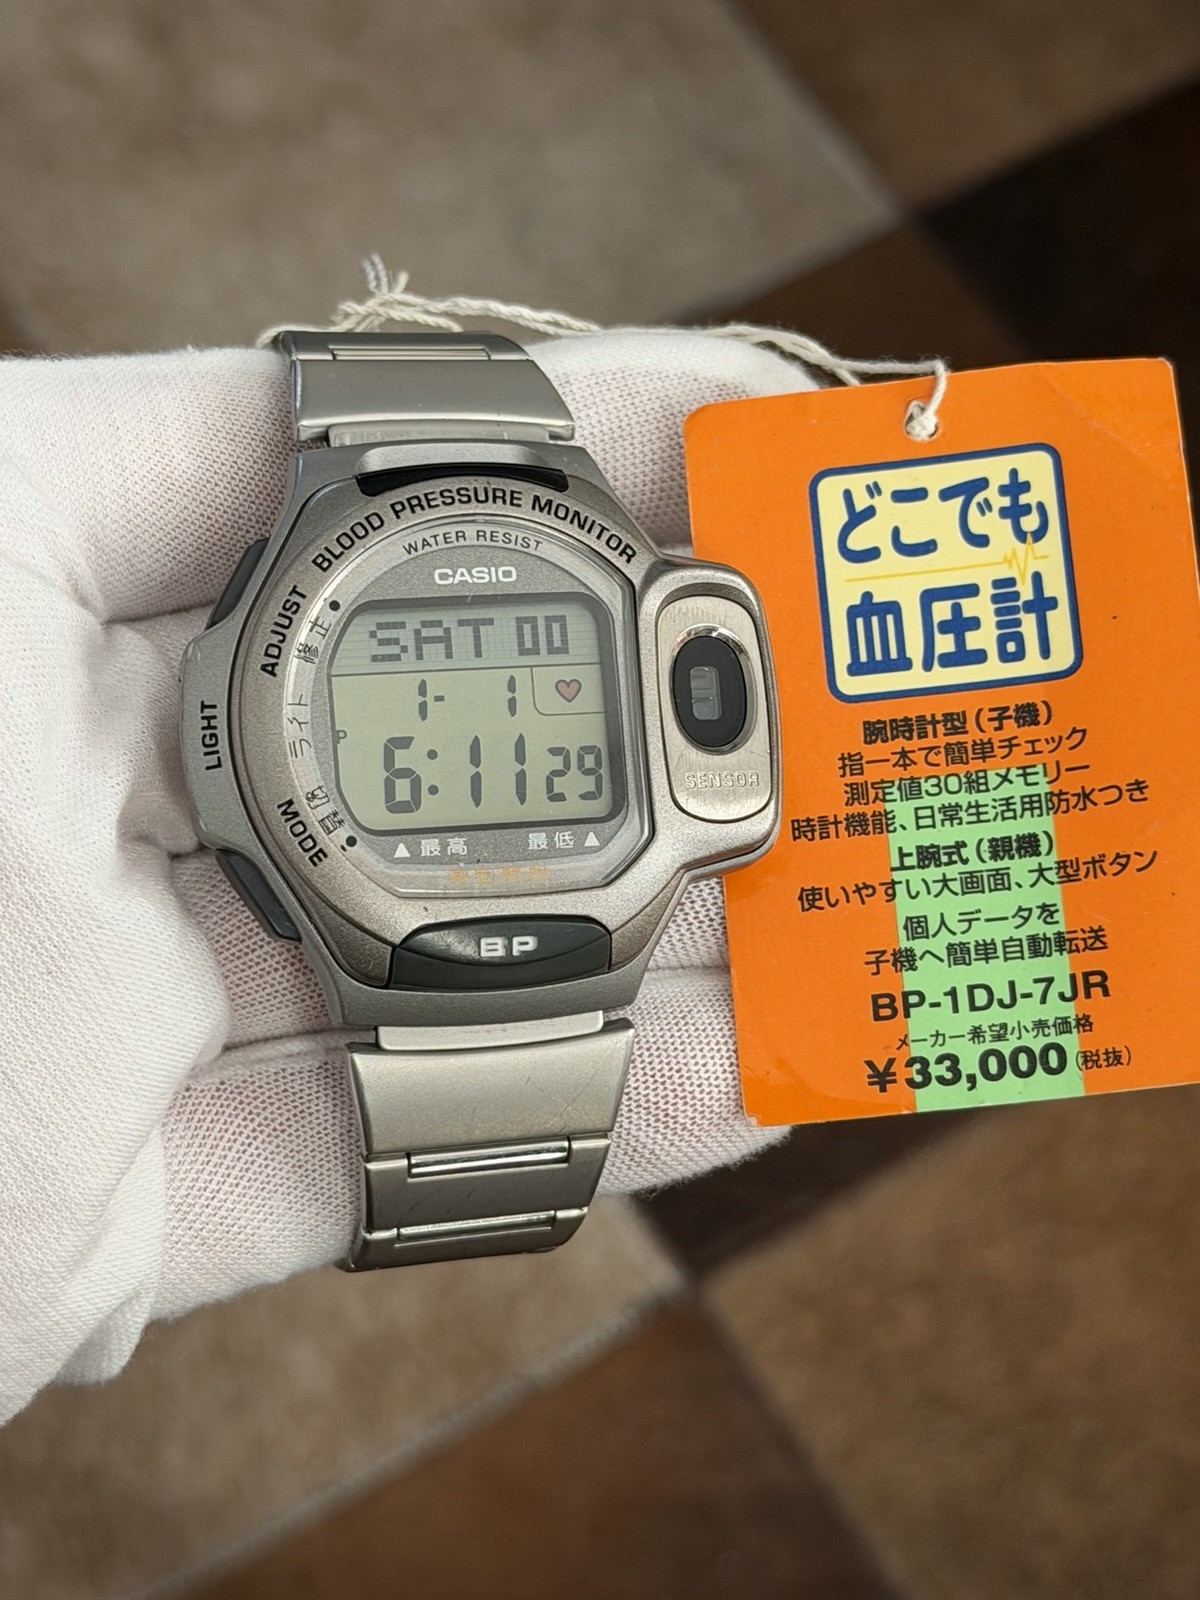 BLOOD PRESSURE MONITOR
WATER RESIST
CASIO
ADJUST
修正
LIGHT
ライト
MODE
SAT 00
1- 1
P
6:11 29
▲ 最高 最低 ▲
BP
SENSOR
どこでも
血圧計
腕時計型(子機)
指一本で簡単チェック
測定値30組メモリー
時計機能、日常生活用防水つき
上腕式(親機)
使いやすい大画面、大型ボタン
個人データを
子機へ簡単自動転送
BP-1DJ-7JR
メーカー希望小売価格
¥33,000(税抜)